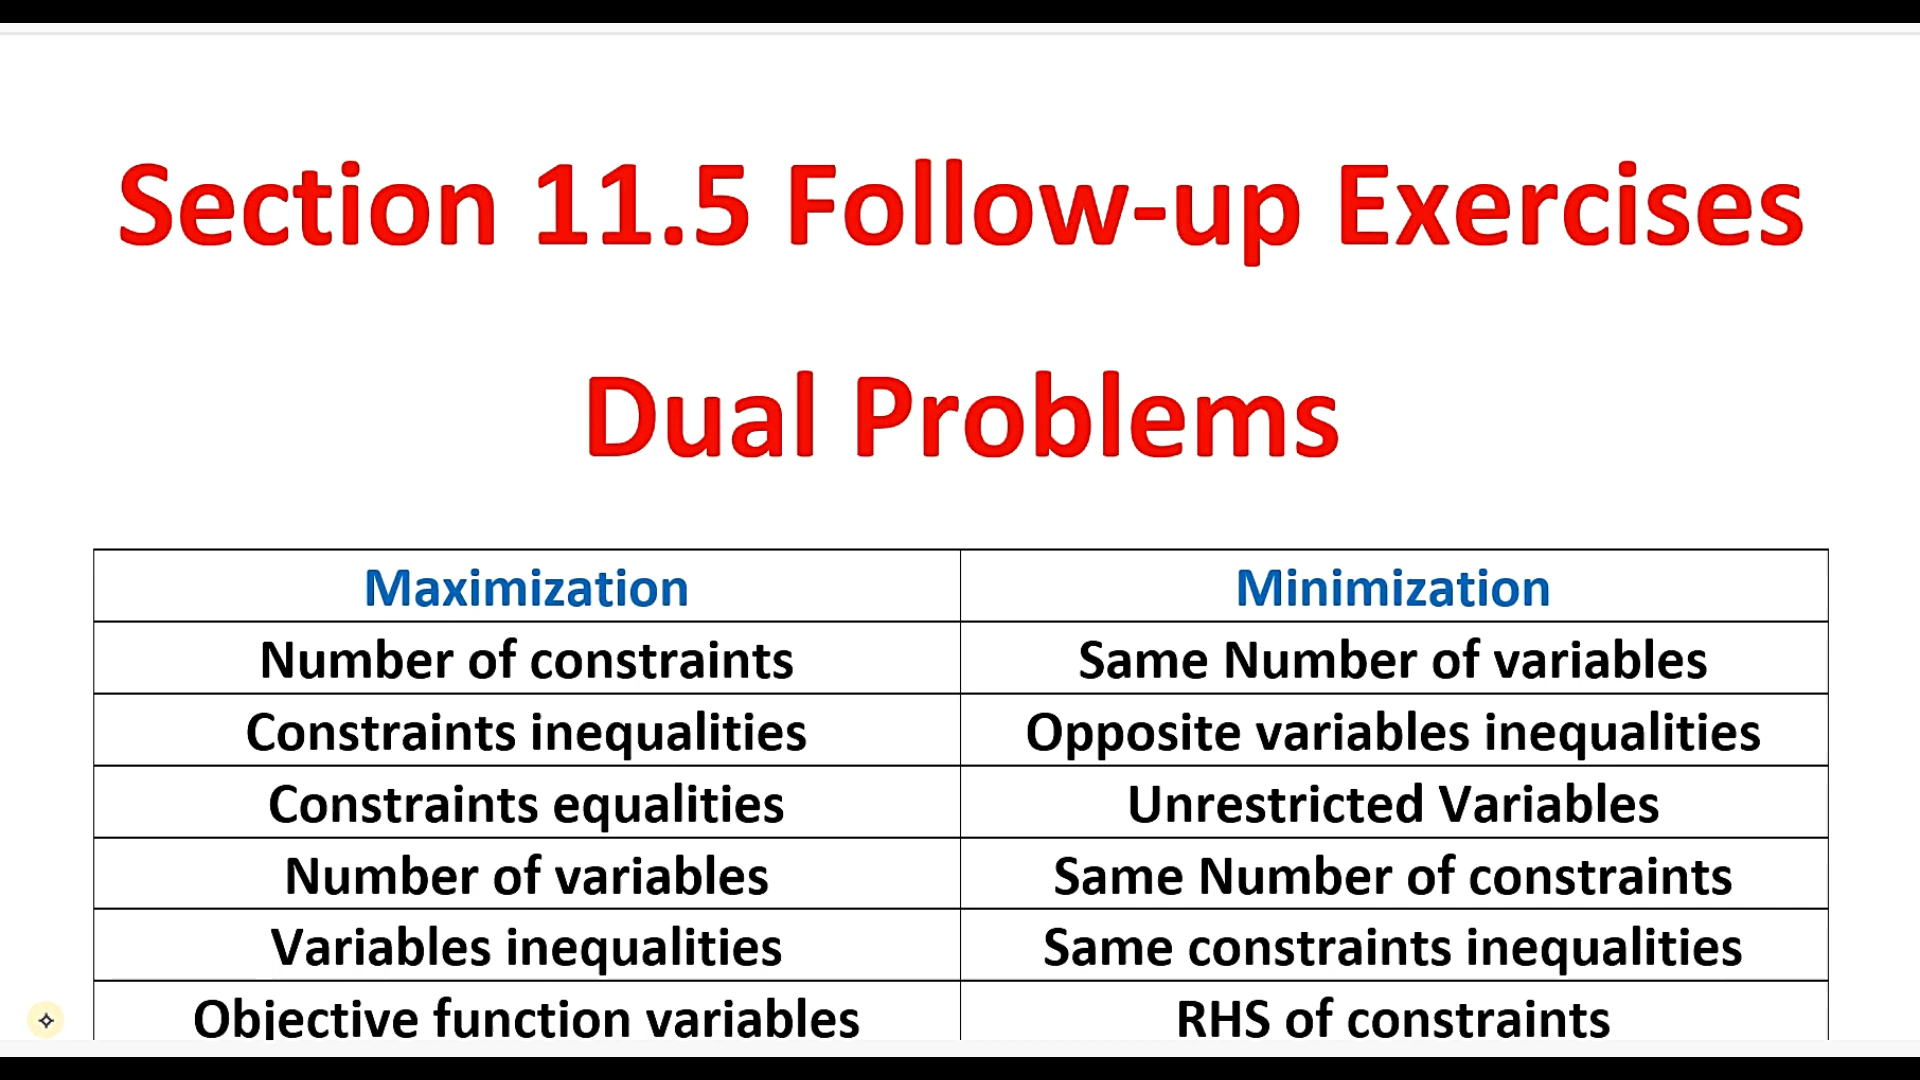 Section 11.5 Follow-up Exercises
Dual Problems
Maximization Minimization
Number of constraints Same Number of variables
Constraints inequalities Opposite variables inequalities
Constraints equalities Unrestricted Variables
Number of variables Same Number of constraints
Variables inequalities Same constraints inequalities
Objective function variables RHS of constraints